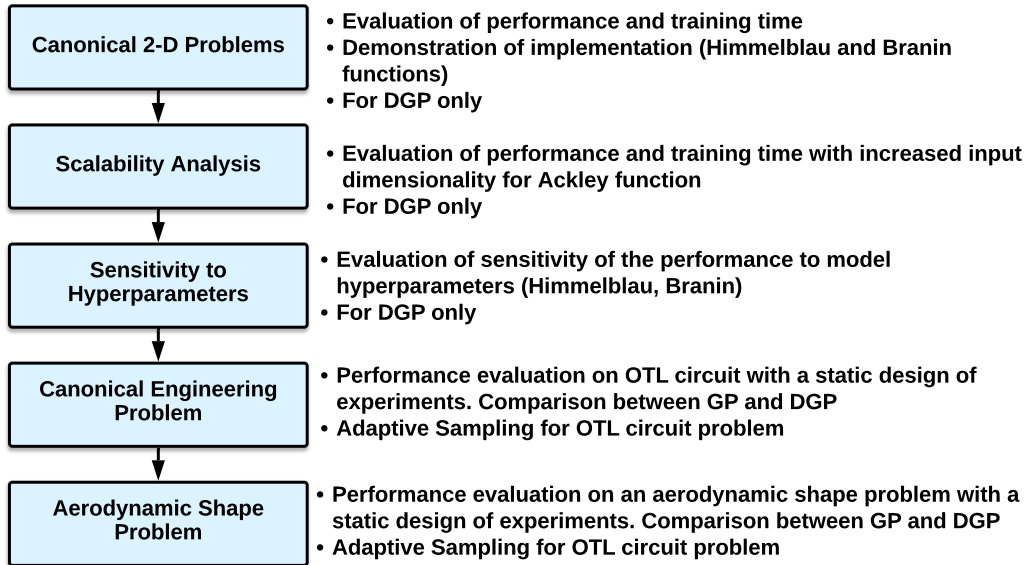 Canonical 2-D Problems
• Evaluation of performance and training time
• Demonstration of implementation (Himmelblau and Branin
functions)
• For DGP only
Scalability Analysis
• Evaluation of performance and training time with increased input
dimensionality for Ackley function
• For DGP only
Sensitivity to
Hyperparameters
• Evaluation of sensitivity of the performance to model
hyperparameters (Himmelblau, Branin)
• For DGP only
Canonical Engineering
Problem
• Performance evaluation on OTL circuit with a static design of
experiments. Comparison between GP and DGP
• Adaptive Sampling for OTL circuit problem
Aerodynamic Shape
Problem
• Performance evaluation on an aerodynamic shape problem with a
static design of experiments. Comparison between GP and DGP
• Adaptive Sampling for OTL circuit problem